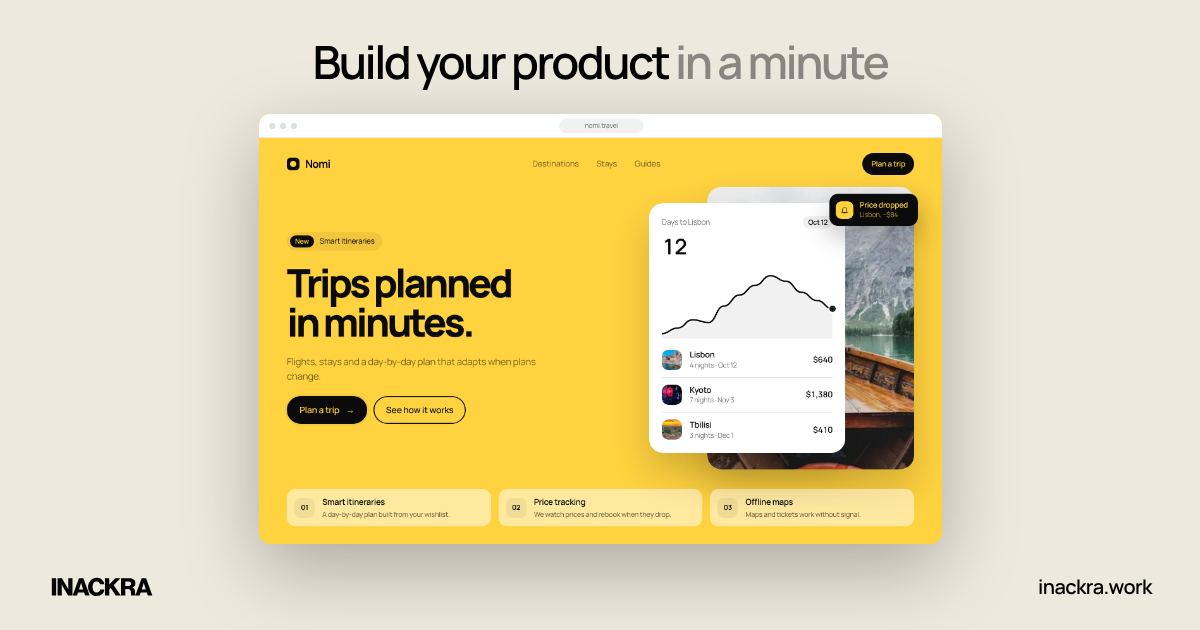 Build your product in a minute
nomi.travel
Nomi
Destinations
Stays
Guides
Plan a trip
New
Smart itineraries
Trips planned
in minutes.
Flights, stays and a day-by-day plan that adapts when plans
change.
Plan a trip →
See how it works
Days to Lisbon
Oct 12
12
Price dropped
Lisbon, −$84
Lisbon
4 nights · Oct 12
$640
Kyoto
7 nights · Nov 3
$1,380
Tbilisi
3 nights · Dec 1
$410
01
Smart itineraries
A day-by-day plan built from your wishlist.
02
Price tracking
We watch prices and rebook when they drop.
03
Offline maps
Maps and tickets work without signal.
INACKRA
inackra.work